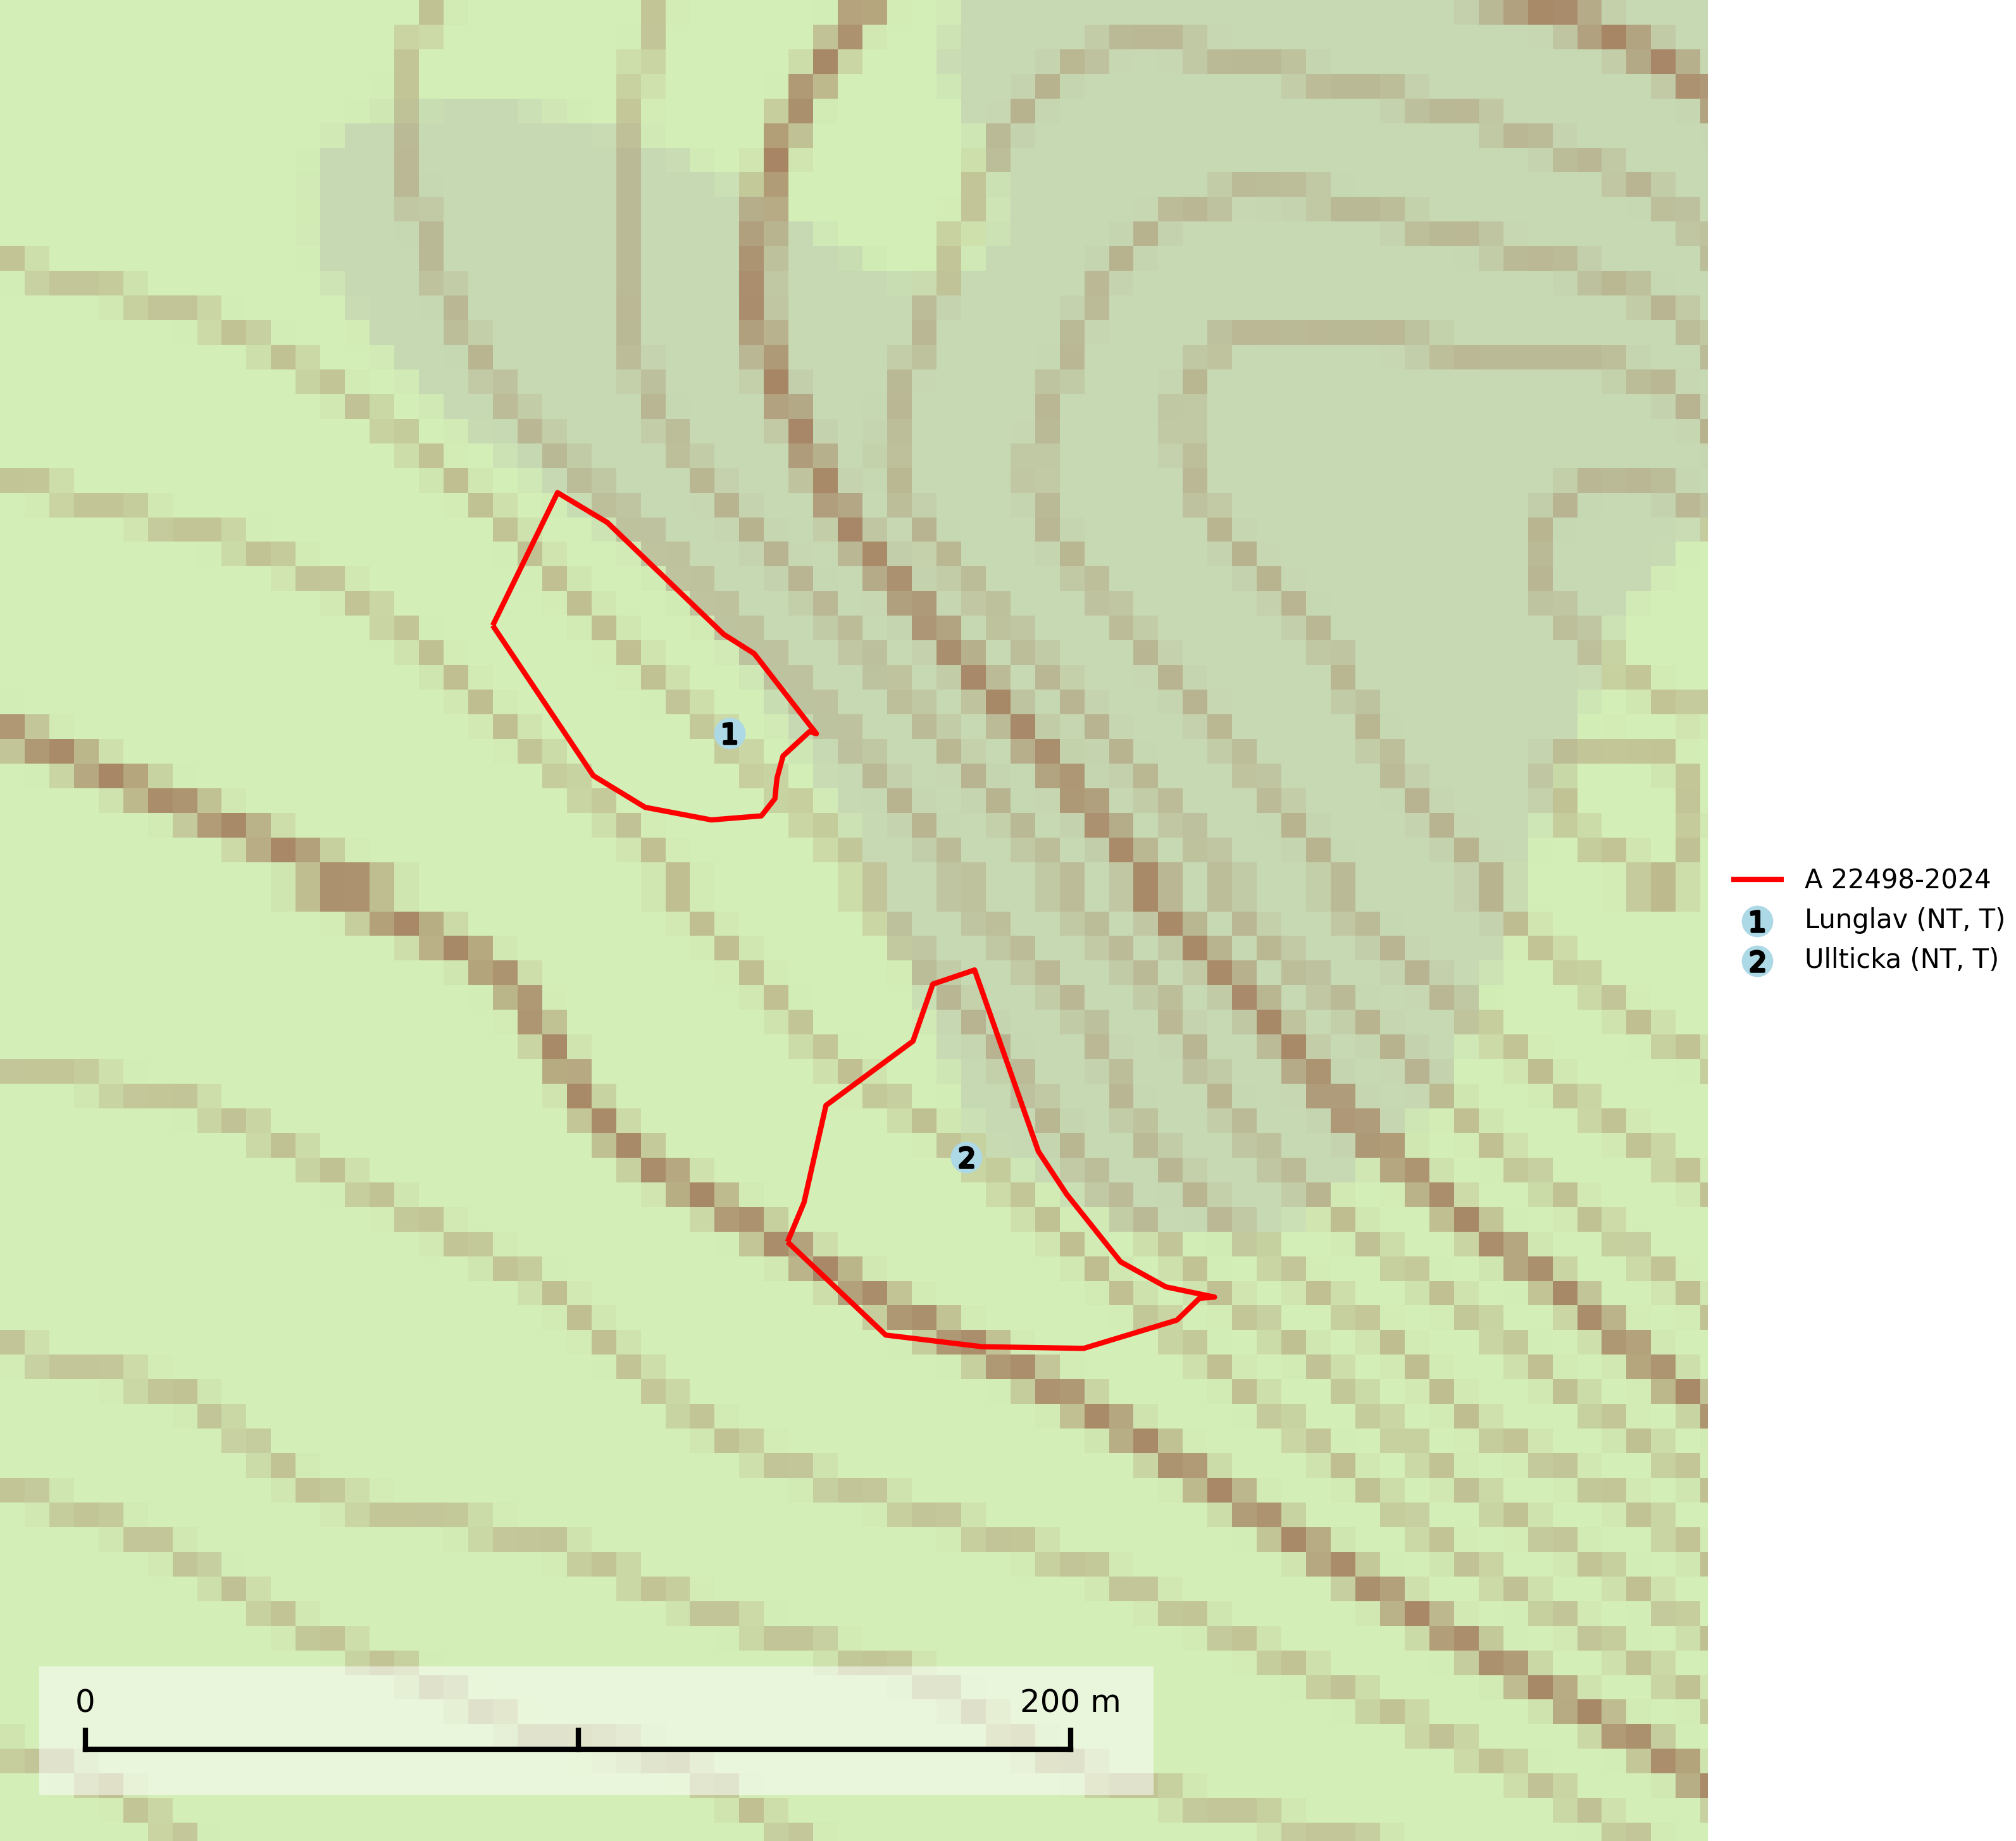 1
2
A 22498-2024
1 Lunglav (NT, T)
2 Ullticka (NT, T)
0 200 m